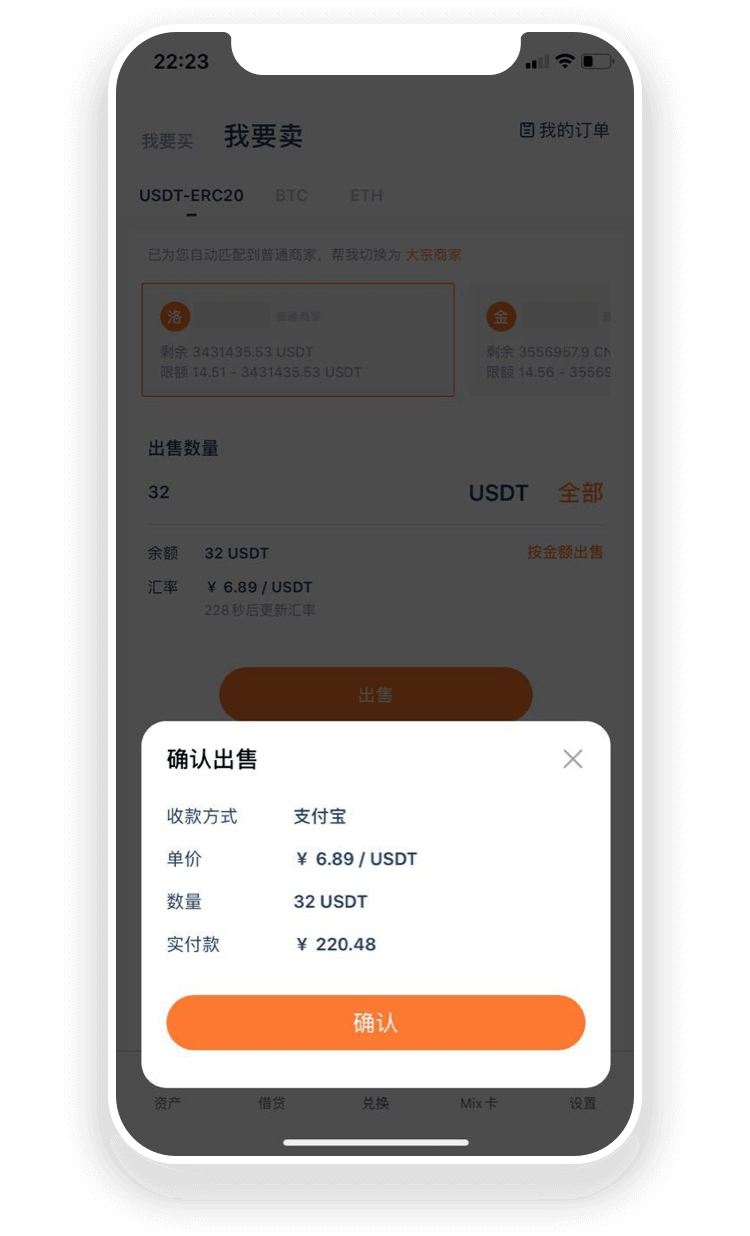 22:23
我要买 我要卖 我的订单
USDT-ERC20 BTC ETH
已为您自动匹配到普通商家，帮我切换为 大宗商家
洛 普通商家 金
剩余 3431435.53 USDT 剩余 3556957.9 CN
限额 14.51 - 3431435.53 USDT 限额 14.56 - 35569
出售数量
32 USDT 全部
余额 32 USDT 按金额出售
汇率 ¥ 6.89 / USDT
228秒后更新汇率
出售
确认出售
收款方式 支付宝
单价 ¥ 6.89 / USDT
数量 32 USDT
实付款 ¥ 220.48
确认
资产 借贷 兑换 Mix卡 设置